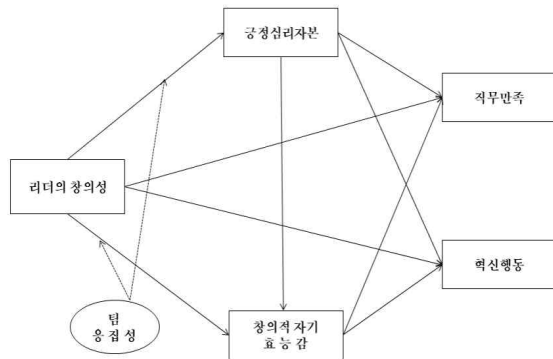 긍정심리자본
직무만족
리더의 창의성
혁신행동
팀
응집성
창의적 자기
효능감